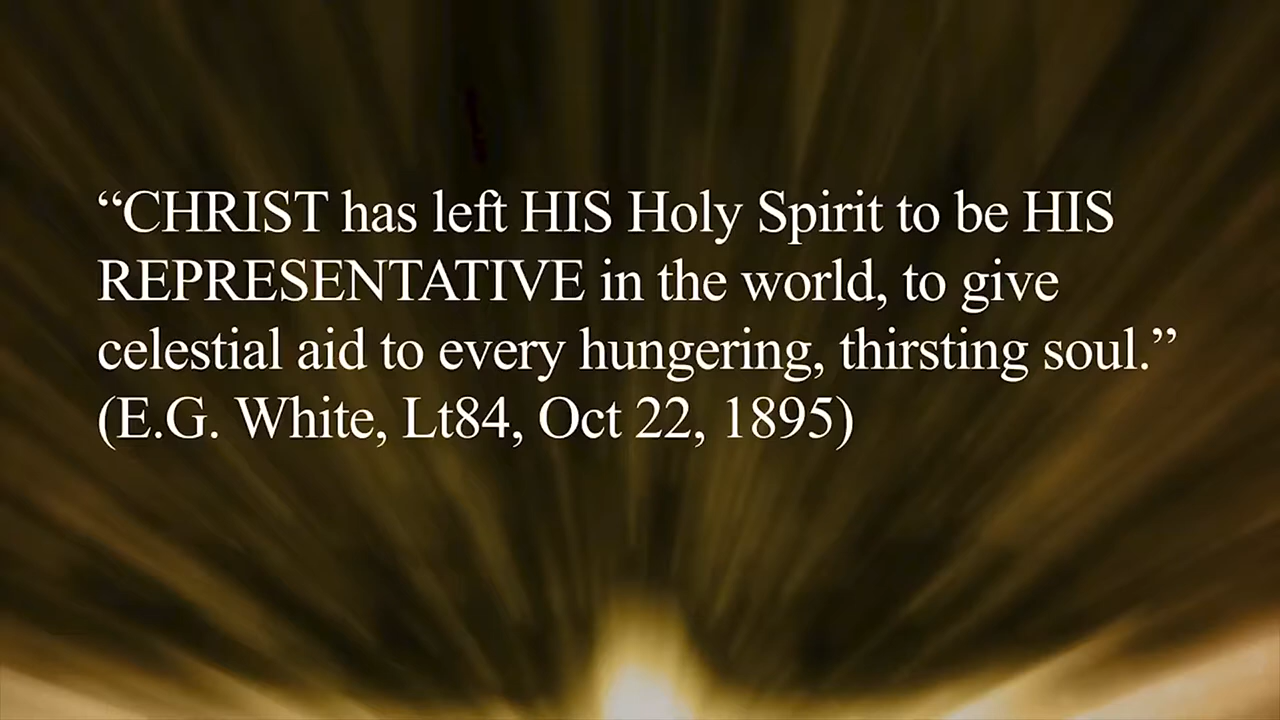 “CHRIST has left HIS Holy Spirit to be HIS
REPRESENTATIVE in the world, to give
celestial aid to every hungering, thirsting soul.”
(E.G. White, Lt84, Oct 22, 1895)